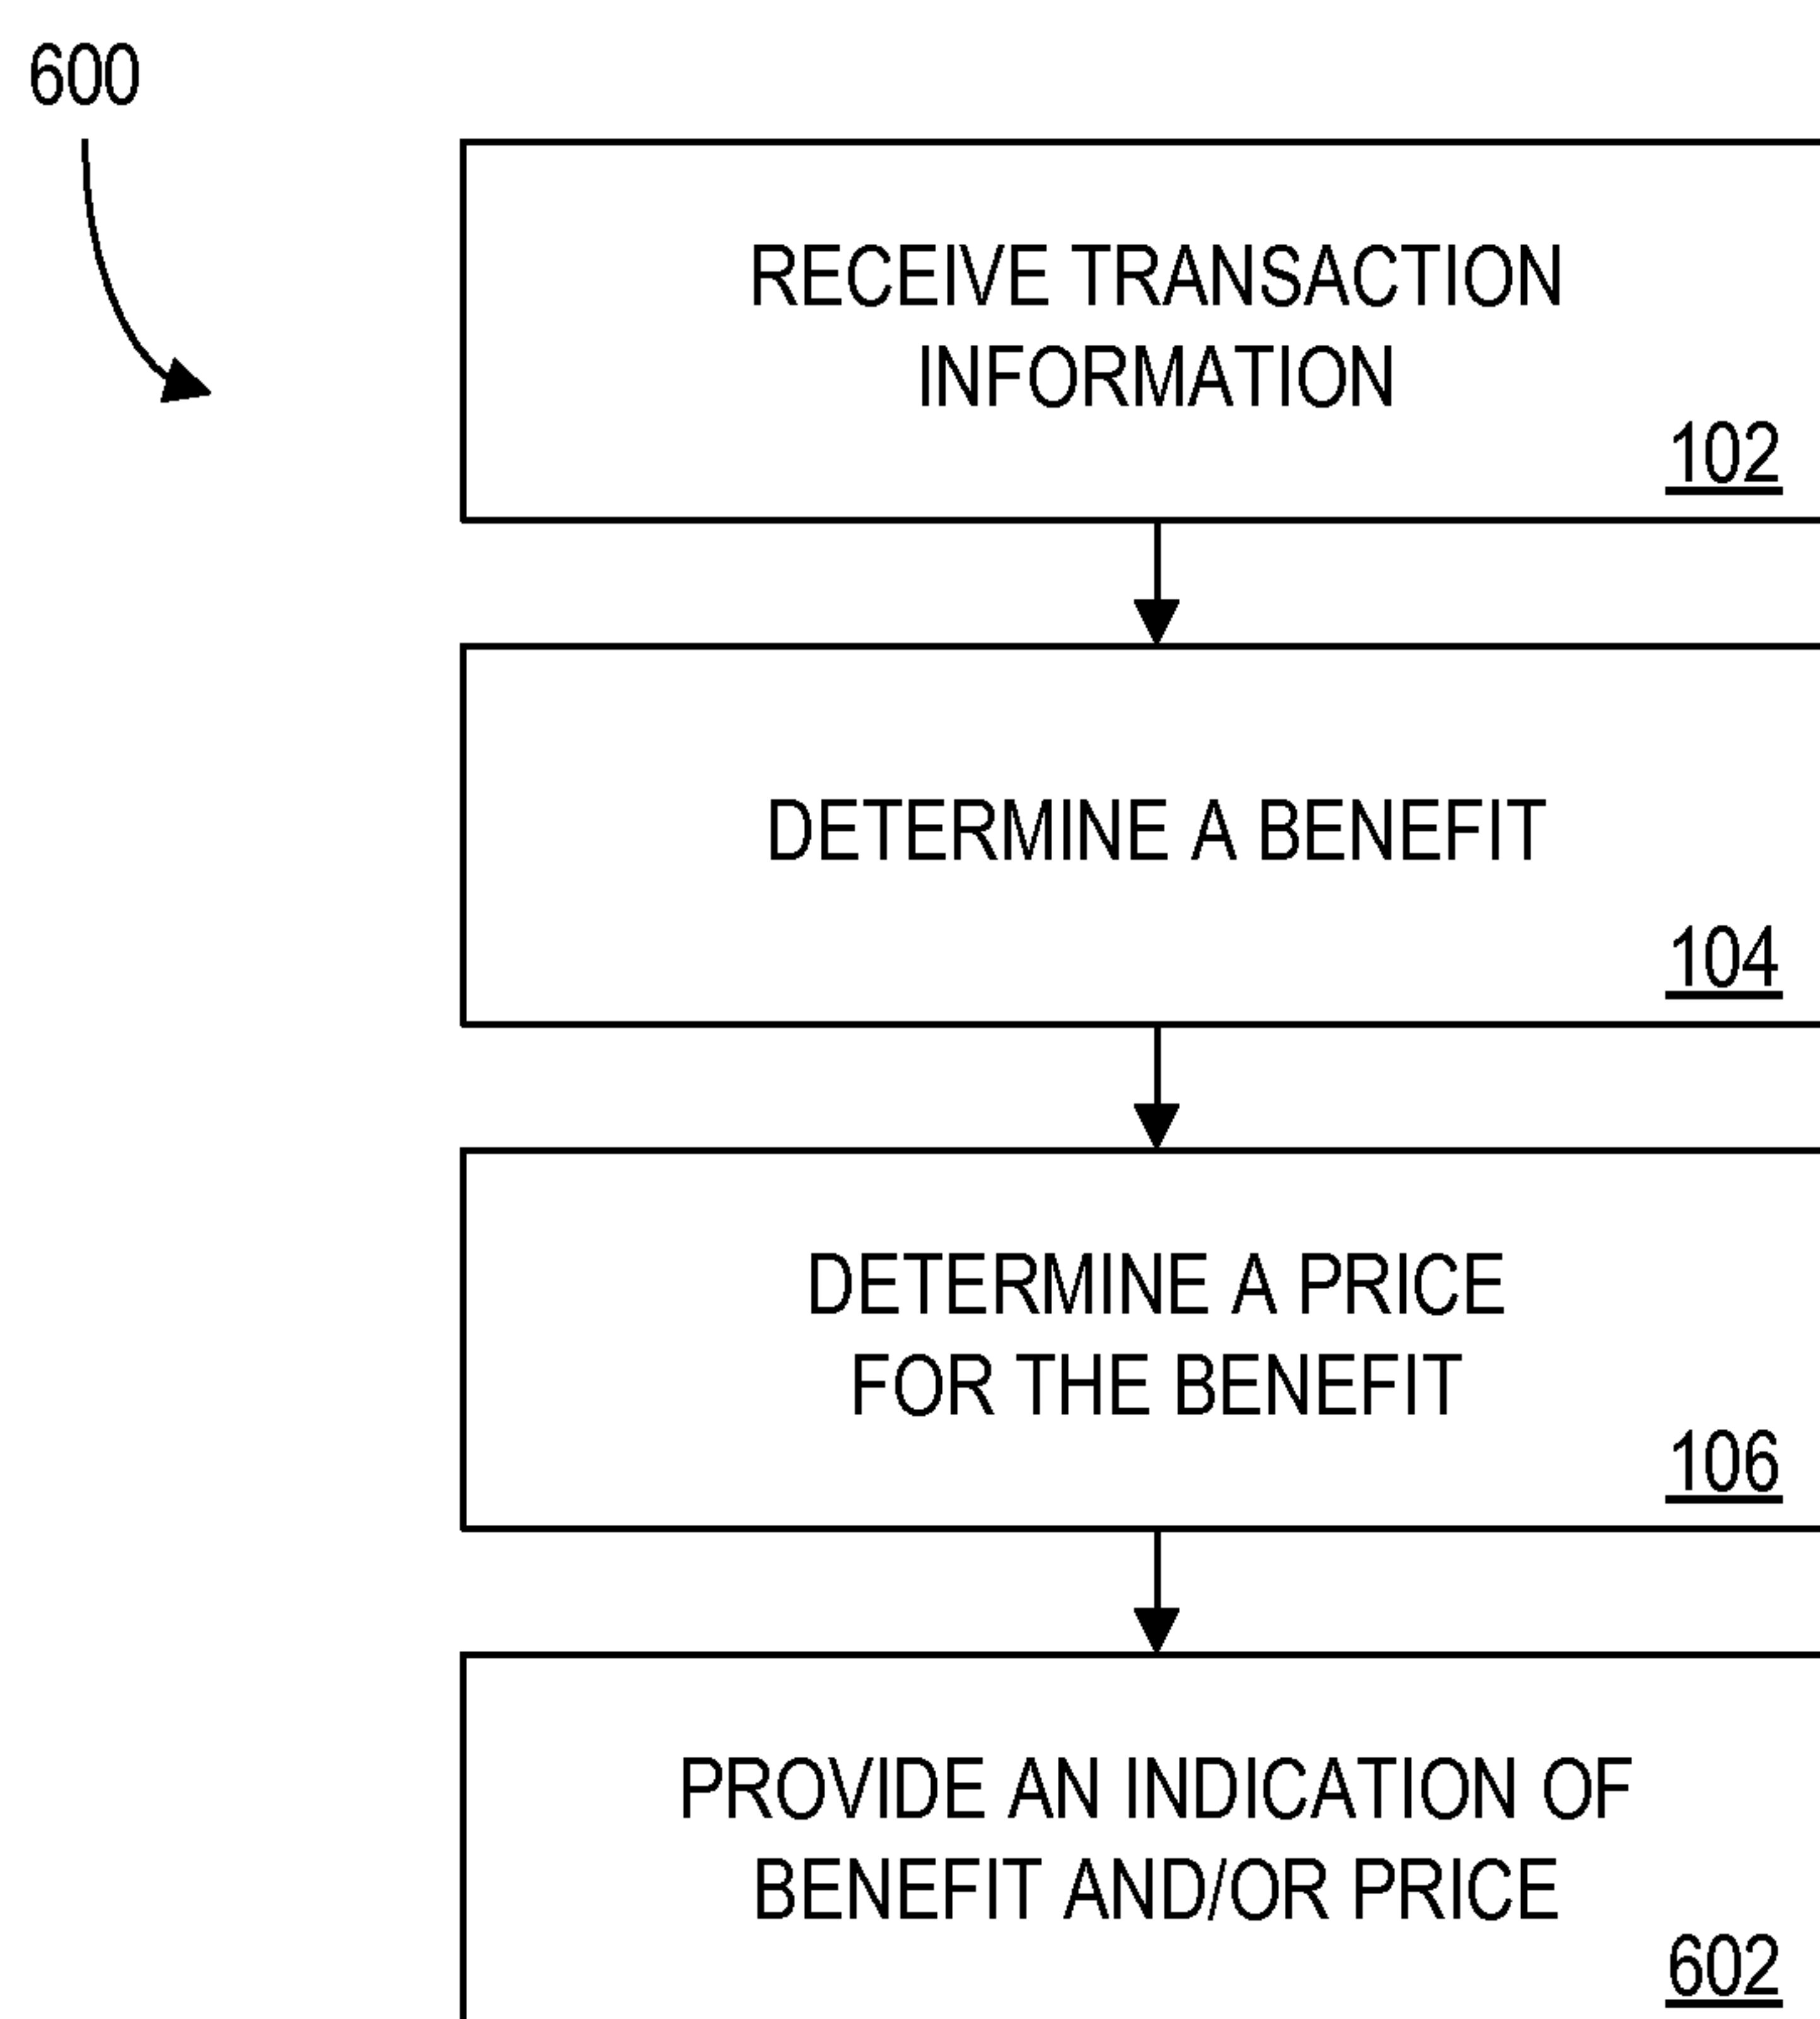 600
RECEIVE TRANSACTION
INFORMATION
102
DETERMINE A BENEFIT
104
DETERMINE A PRICE
FOR THE BENEFIT
106
PROVIDE AN INDICATION OF
BENEFIT AND/OR PRICE
602